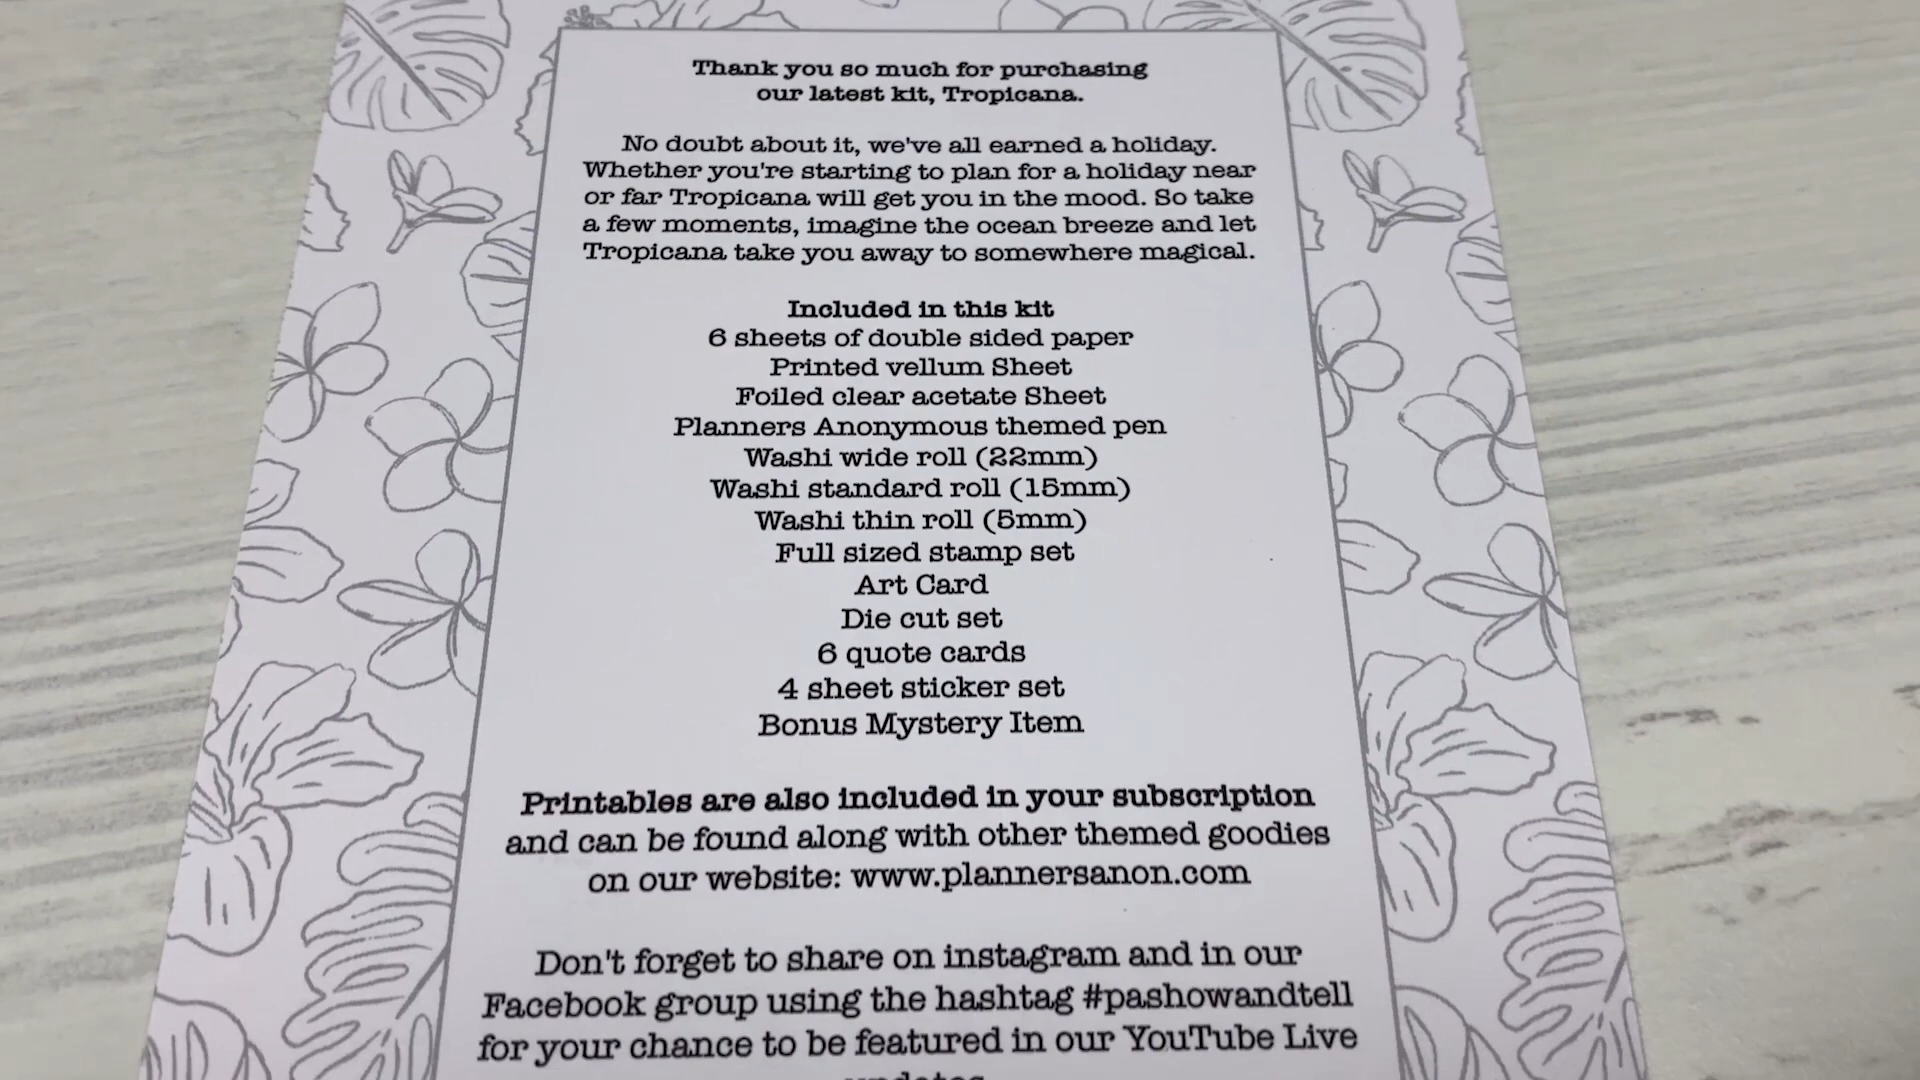 Thank you so much for purchasing
our latest kit, Tropicana.
No doubt about it, we've all earned a holiday.
Whether you're starting to plan for a holiday near
or far Tropicana will get you in the mood. So take
a few moments, imagine the ocean breeze and let
Tropicana take you away to somewhere magical.
Included in this kit
6 sheets of double sided paper
Printed vellum Sheet
Foiled clear acetate Sheet
Planners Anonymous themed pen
Washi wide roll (22mm)
Washi standard roll (15mm)
Washi thin roll (5mm)
Full sized stamp set
Art Card
Die cut set
6 quote cards
4 sheet sticker set
Bonus Mystery Item
Printables are also included in your subscription
and can be found along with other themed goodies
on our website: www.plannersanon.com
Don't forget to share on instagram and in our
Facebook group using the hashtag #pashowandtell
for your chance to be featured in our YouTube Live